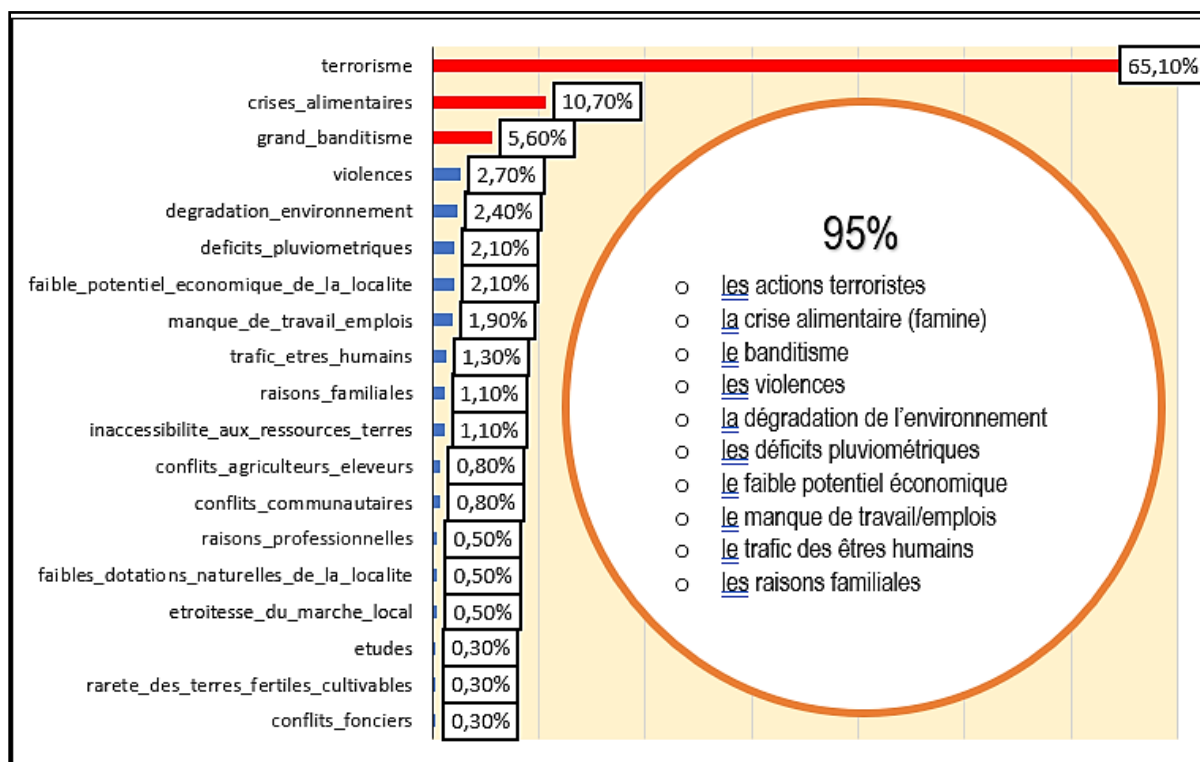 terrorisme 65,10%
crises_alimentaires 10,70%
grand_banditisme 5,60%
violences 2,70%
degradation_environnement 2,40%
deficits_pluviometriques 2,10%
faible_potentiel_economique_de_la_localite 2,10%
manque_de_travail_emplois 1,90%
trafic_etres_humains 1,30%
raisons_familiales 1,10%
inaccessibilite_aux_ressources_terres 1,10%
conflits_agriculteurs_eleveurs 0,80%
conflits_communautaires 0,80%
raisons_professionnelles 0,50%
faibles_dotations_naturelles_de_la_localite 0,50%
etroitesse_du_marche_local 0,50%
etudes 0,30%
rarete_des_terres_fertiles_cultivables 0,30%
conflits_fonciers 0,30%
95%
o les actions terroristes
o la crise alimentaire (famine)
o le banditisme
o les violences
o la dégradation de l'environnement
o les déficits pluviométriques
o le faible potentiel économique
o le manque de travail/emplois
o le trafic des êtres humains
o les raisons familiales